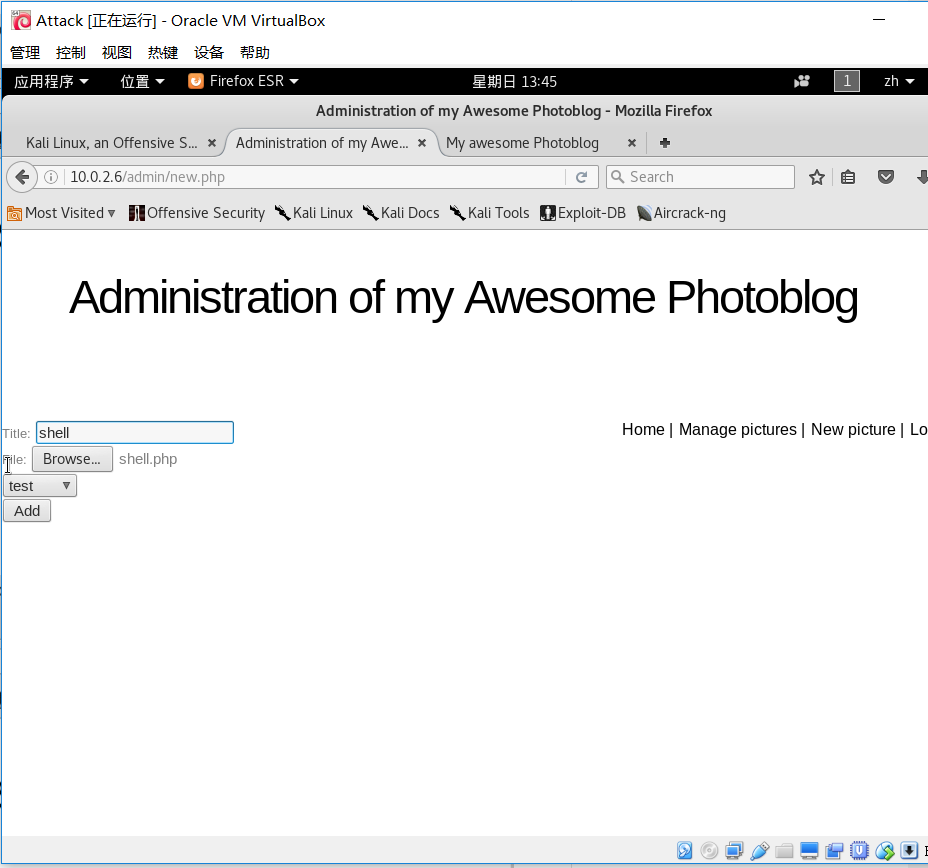 Attack [正在运行] - Oracle VM VirtualBox
管理 控制 视图 热键 设备 帮助
应用程序 位置 Firefox ESR 星期日 13:45 1 zh
Administration of my Awesome Photoblog - Mozilla Firefox
Kali Linux, an Offensive S... Administration of my Awe... My awesome Photoblog
10.0.2.6/admin/new.php Search
Most Visited Offensive Security Kali Linux Kali Docs Kali Tools Exploit-DB Aircrack-ng
Administration of my Awesome Photoblog
Title: shell Home | Manage pictures | New picture | Lo
File: Browse... shell.php
test
Add